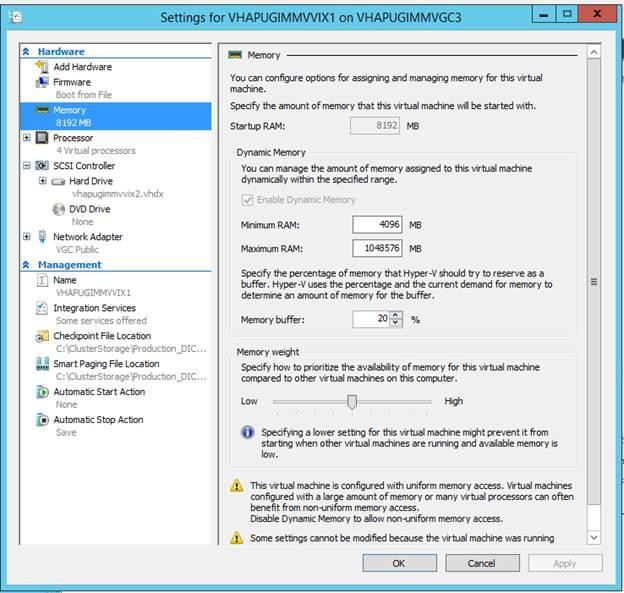 Settings for VHAPUGIMMVVIX1 on VHAPUGIMMVGC3
Hardware
Add Hardware
Firmware
Boot from File
Memory
8192 MB
Processor
4 Virtual processors
SCSI Controller
Hard Drive
vhapugimmvvix2.vhdx
DVD Drive
None
Network Adapter
VGC Public
Management
Name
VHAPUGIMMVVIX1
Integration Services
Some services offered
Checkpoint File Location
C:\ClusterStorage\Production_DIC...
Smart Paging File Location
C:\ClusterStorage\Production_DIC...
Automatic Start Action
None
Automatic Stop Action
Save
Memory
You can configure options for assigning and managing memory for this virtual
machine.
Specify the amount of memory that this virtual machine will be started with.
Startup RAM: 8192 MB
Dynamic Memory
You can manage the amount of memory assigned to this virtual machine
dynamically within the specified range.
Enable Dynamic Memory
Minimum RAM: 4096 MB
Maximum RAM: 1048576 MB
Specify the percentage of memory that Hyper-V should try to reserve as a
buffer. Hyper-V uses the percentage and the current demand for memory to
determine an amount of memory for the buffer.
Memory buffer: 20 %
Memory weight
Specify how to prioritize the availability of memory for this virtual machine
compared to other virtual machines on this computer.
Low High
Specifying a lower setting for this virtual machine might prevent it from
starting when other virtual machines are running and available memory is
low.
This virtual machine is configured with uniform memory access. Virtual machines
configured with a large amount of memory or many virtual processors can often
benefit from non-uniform memory access.
Disable Dynamic Memory to allow non-uniform memory access.
Some settings cannot be modified because the virtual machine was running
OK Cancel Apply